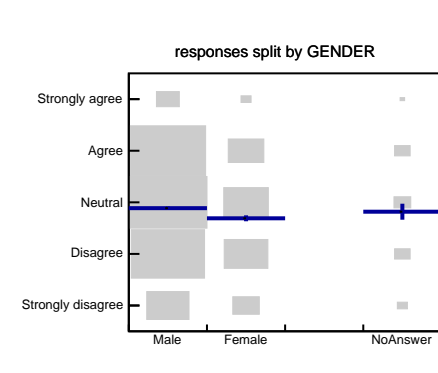 responses split by GENDER
Strongly agree
Agree
Neutral
Disagree
Strongly disagree
Male Female NoAnswer